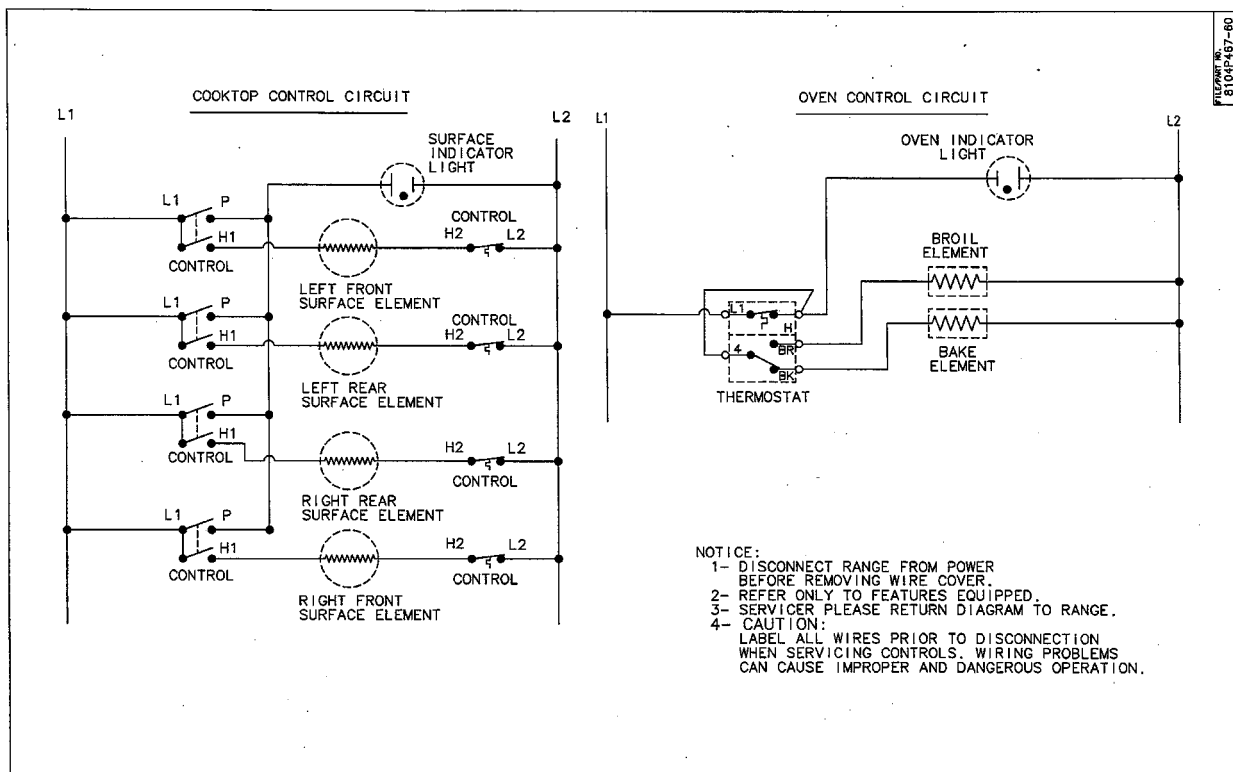 FILE/PART NO.
8104P467-60
COOKTOP CONTROL CIRCUIT
L1
L2
SURFACE
INDICATOR
LIGHT
L1
P
H1
CONTROL
CONTROL
H2
L2
LEFT FRONT
SURFACE ELEMENT
L1
P
H1
CONTROL
CONTROL
H2
L2
LEFT REAR
SURFACE ELEMENT
L1
P
H1
CONTROL
H2
L2
CONTROL
RIGHT REAR
SURFACE ELEMENT
L1
P
H1
CONTROL
H2
L2
CONTROL
RIGHT FRONT
SURFACE ELEMENT
OVEN CONTROL CIRCUIT
L1
L2
OVEN INDICATOR
LIGHT
BROIL
ELEMENT
L1
H
4
BR
BK
THERMOSTAT
BAKE
ELEMENT
NOTICE:
1- DISCONNECT RANGE FROM POWER
BEFORE REMOVING WIRE COVER.
2- REFER ONLY TO FEATURES EQUIPPED.
3- SERVICER PLEASE RETURN DIAGRAM TO RANGE.
4- CAUTION:
LABEL ALL WIRES PRIOR TO DISCONNECTION
WHEN SERVICING CONTROLS. WIRING PROBLEMS
CAN CAUSE IMPROPER AND DANGEROUS OPERATION.